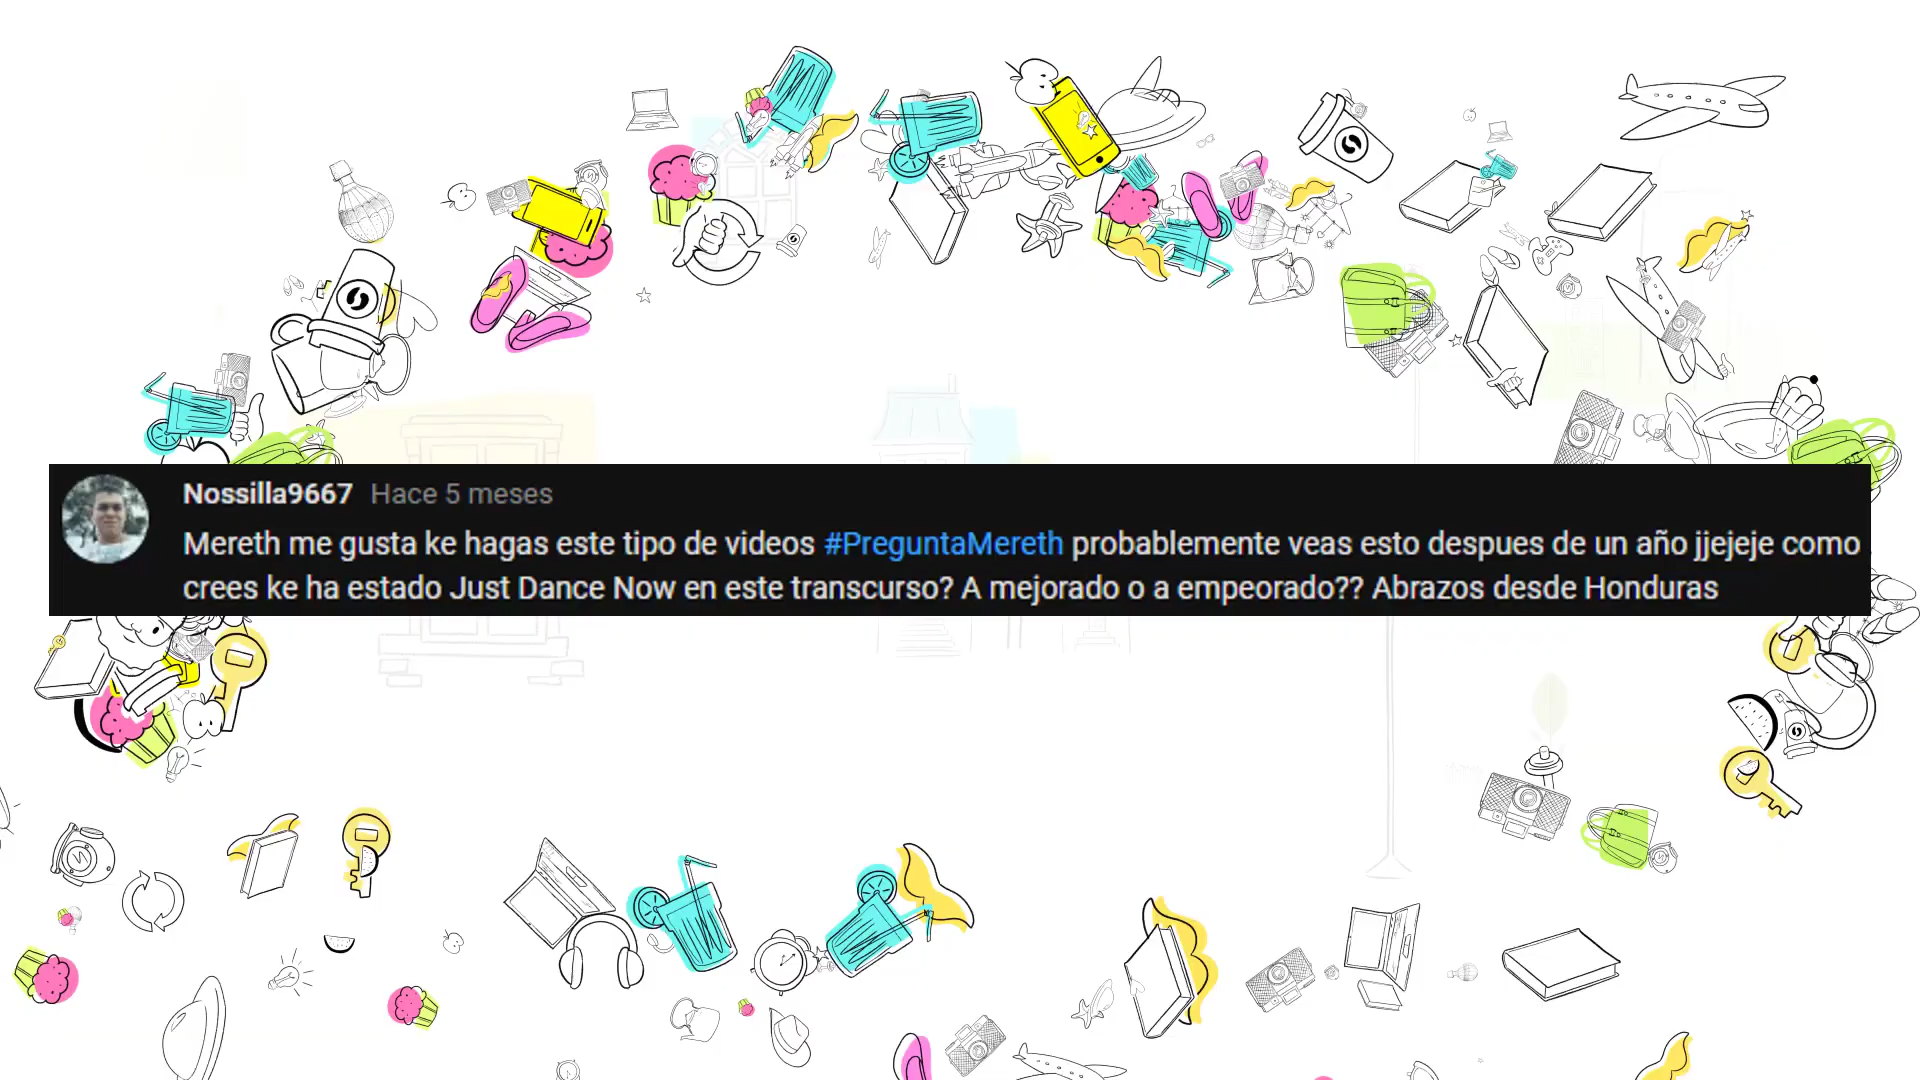 Nossilla9667 Hace 5 meses
Mereth me gusta ke hagas este tipo de videos #PreguntaMereth probablemente veas esto despues de un año jjejeje como
crees ke ha estado Just Dance Now en este transcurso? A mejorado o a empeorado?? Abrazos desde Honduras